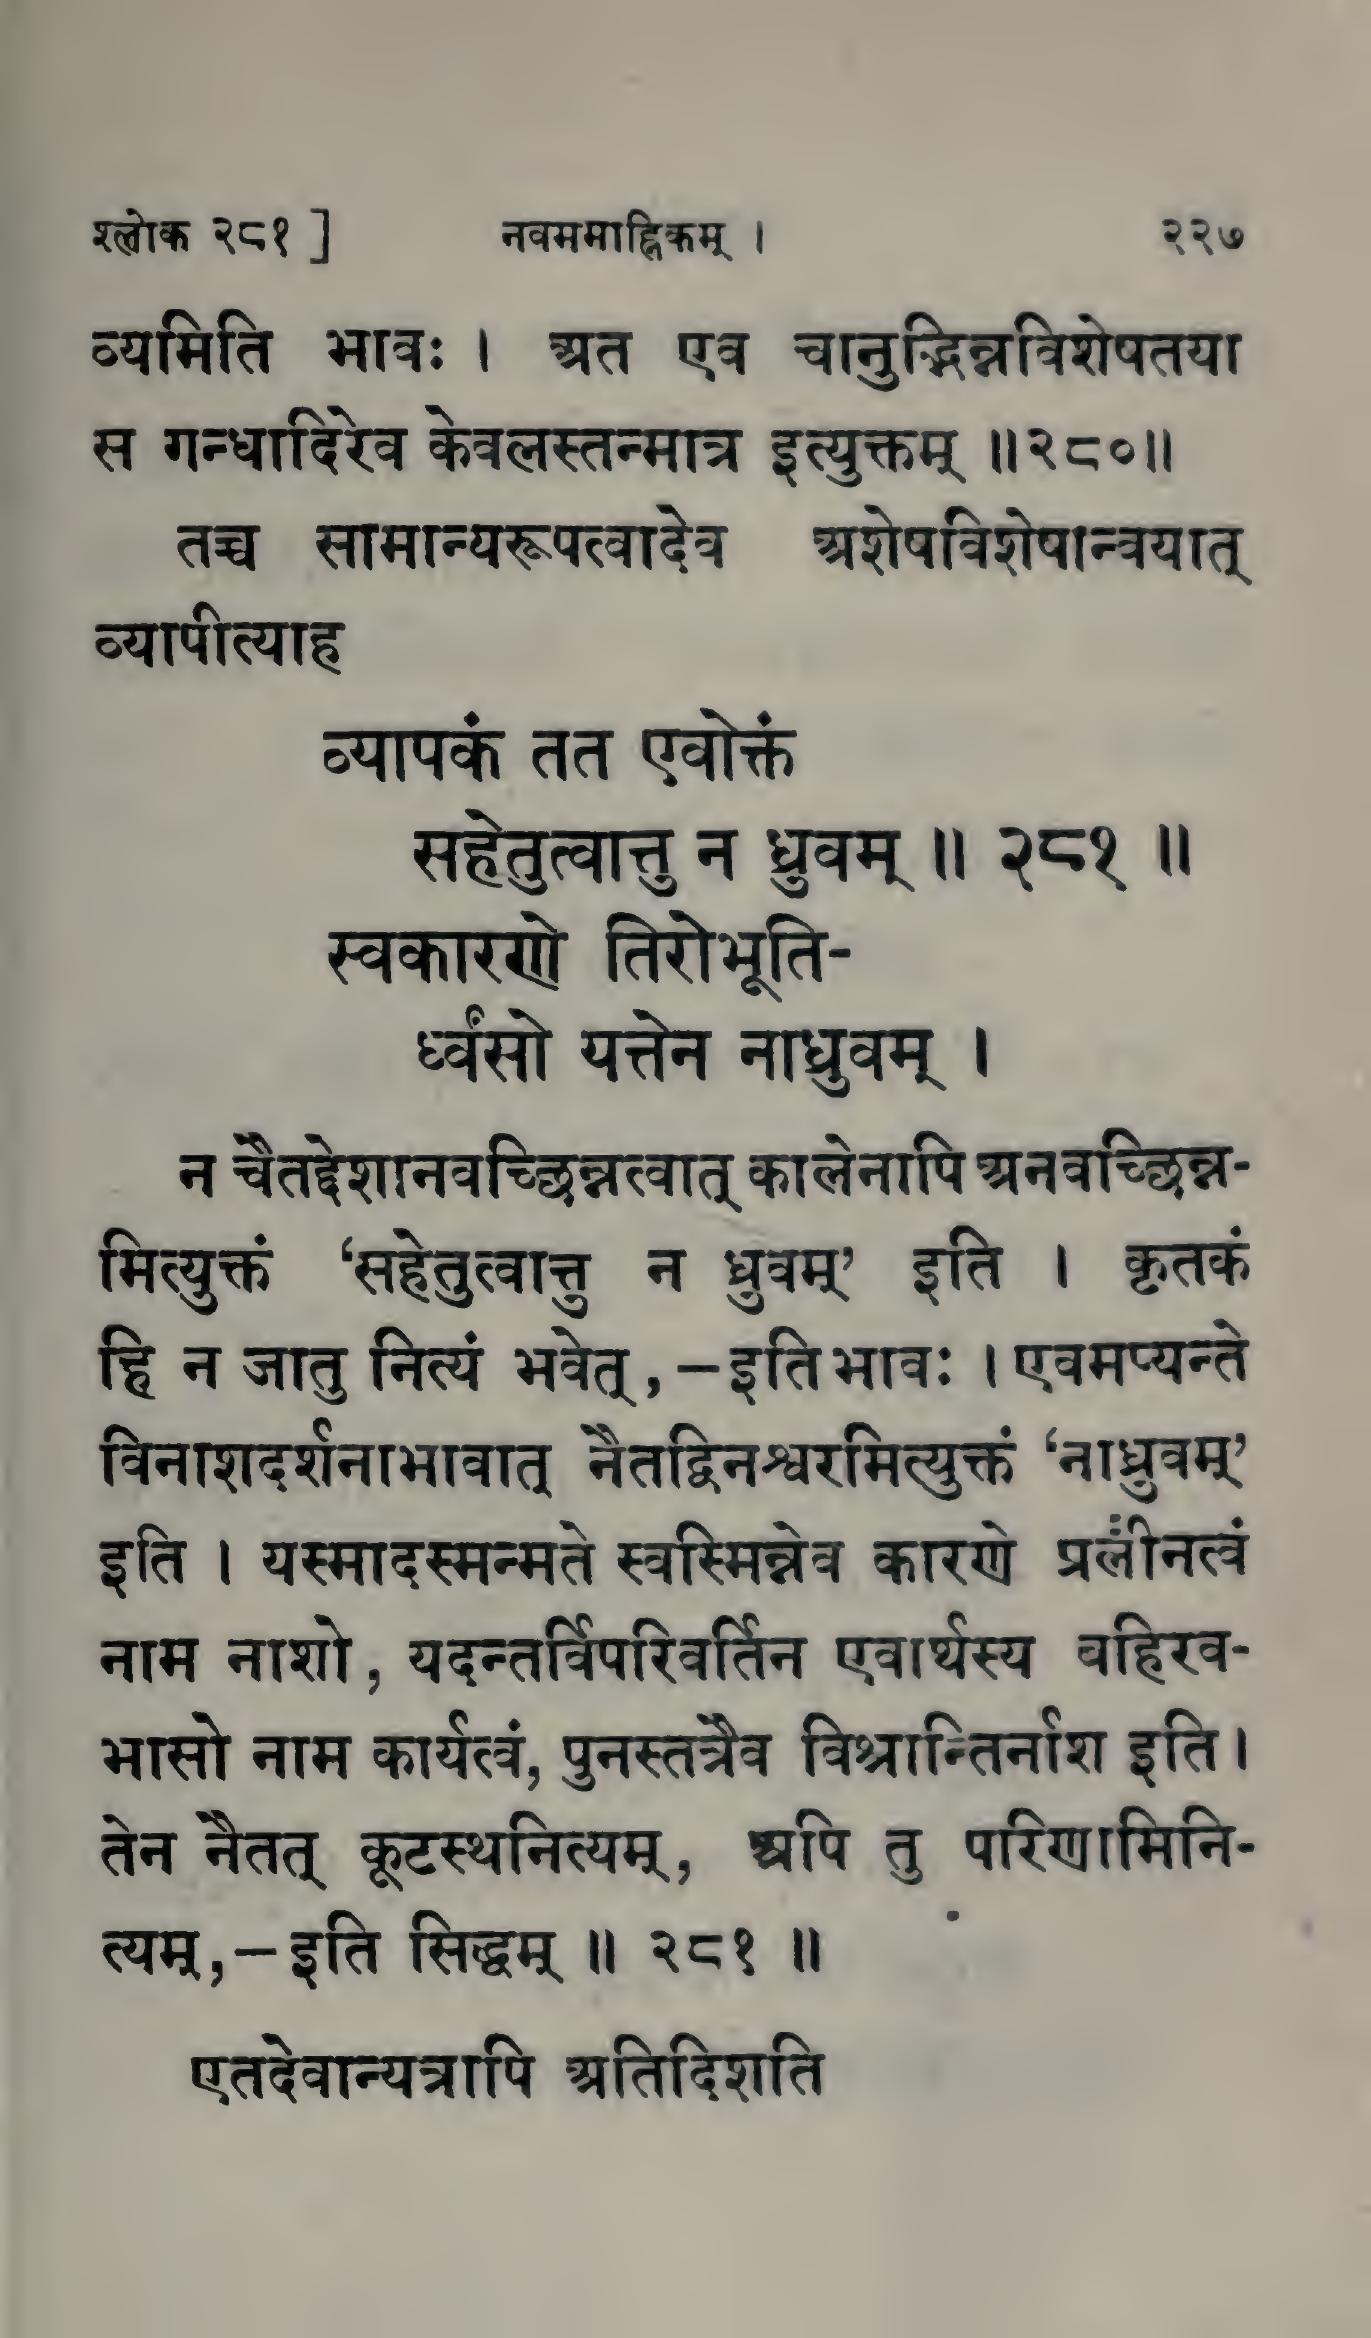 श्लोक २८१ ] नवममाह्निकम् । २२७
व्यमिति भावः । अत एव चानुद्भिन्नविशेषतया
स गन्धादिरेव केवलस्तन्मात्र इत्युक्तम् ॥२८०॥
तच्च सामान्यरूपत्वादेव अशेषविशेषान्वयात्
व्यापीत्याह
व्यापकं तत एवोक्तं
सहेतुत्वात्तु न ध्रुवम् ॥ २८१ ॥
स्वकारणे तिरोभूति-
र्ध्वंसो यत्तेन नाध्रुवम् ।
न चैतद्देशानवच्छिन्नत्वात् कालेनापि अनवच्छिन्न-
मित्युक्तं ‘सहेतुत्वात्तु न ध्रुवम्’ इति । कृतकं
हि न जातु नित्यं भवेत्,—इति भावः । एवमप्यन्ते
विनाशदर्शनाभावात् नैतद्विनश्वरमित्युक्तं ‘नाध्रुवम्’
इति । यस्मादस्मन्मते स्वस्मिन्नेव कारणे प्रलीनत्वं
नाम नाशो, यदन्तर्विपरिवर्तिन एवार्थस्य बहिरव-
भासो नाम कार्यत्वं, पुनस्तत्रैव विश्रान्तिर्नाश इति।
तेन नैतत् कूटस्थनित्यम्, अपि तु परिणामिनि-
त्यम्,—इति सिद्धम् ॥ २८१ ॥
एतदेवान्यत्रापि अतिदिशति